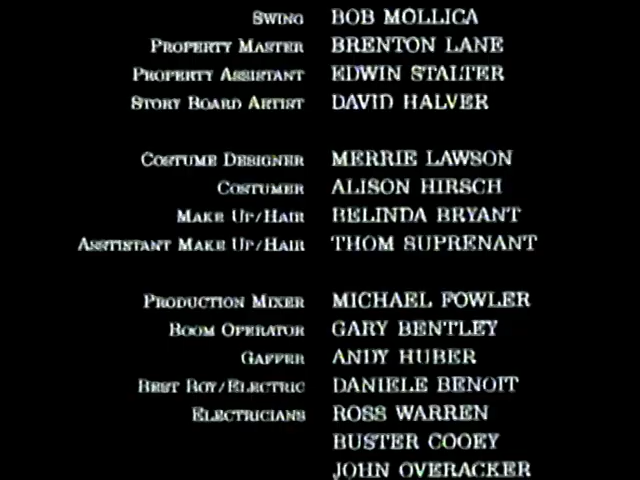 Swing BOB MOLLICA
Property Master BRENTON LANE
Property Assistant EDWIN STALTER
Story Board Artist DAVID HALVER
Costume Designer MERRIE LAWSON
Costumer ALISON HIRSCH
Make Up/Hair BELINDA BRYANT
Asstistant Make Up/Hair THOM SUPRENANT
Production Mixer MICHAEL FOWLER
Boom Operator GARY BENTLEY
Gaffer ANDY HUBER
Best Boy/Electric DANIELE BENOIT
Electricians ROSS WARREN
BUSTER COOEY
JOHN OVERACKER